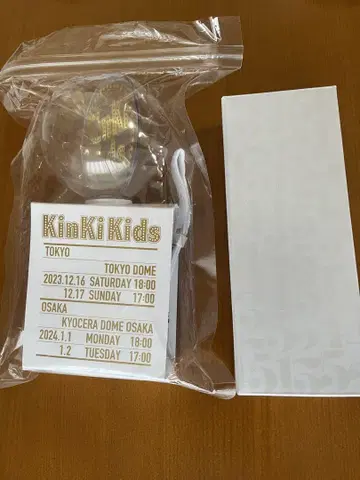 KinKi Kids
TOKYO
TOKYO DOME
2023.12.16 SATURDAY 18:00
12.17 SUNDAY 17:00
OSAKA
KYOCERA DOME OSAKA
2024.1.1 MONDAY 18:00
1.2 TUESDAY 17:00